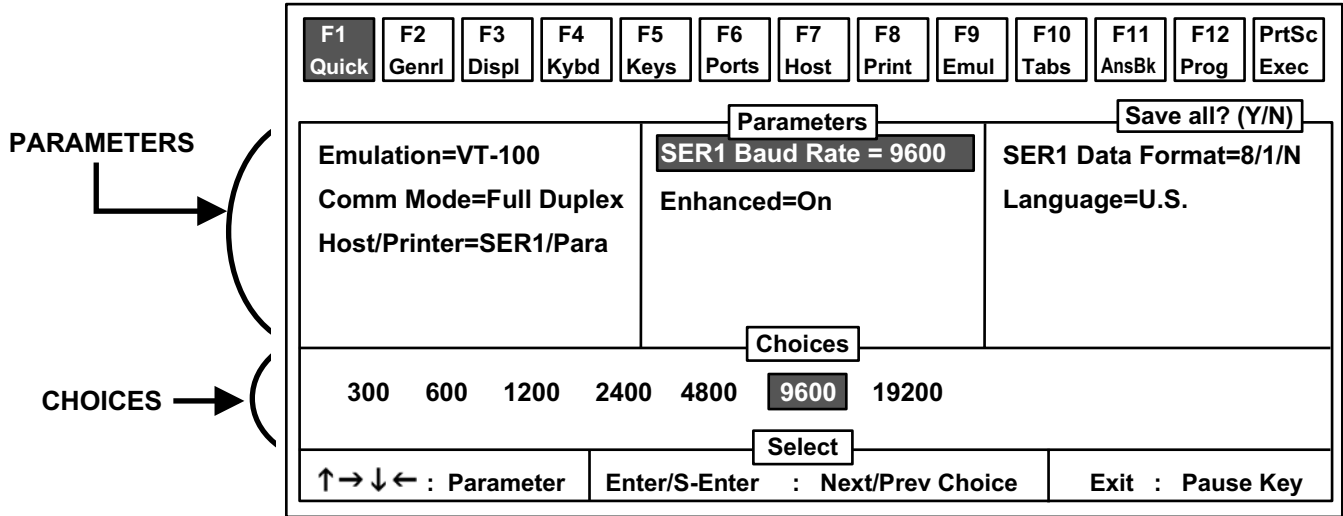 F1 F2 F3 F4 F5 F6 F7 F8 F9 F10 F11 F12 PrtSc
Quick Genrl Displ Kybd Keys Ports Host Print Emul Tabs AnsBk Prog Exec
PARAMETERS
Parameters
Save all? (Y/N)
Emulation=VT-100 SER1 Baud Rate = 9600 SER1 Data Format=8/1/N
Comm Mode=Full Duplex Enhanced=On Language=U.S.
Host/Printer=SER1/Para
Choices
CHOICES
300 600 1200 2400 4800 9600 19200
Select
↑→↓← : Parameter Enter/S-Enter : Next/Prev Choice Exit : Pause Key